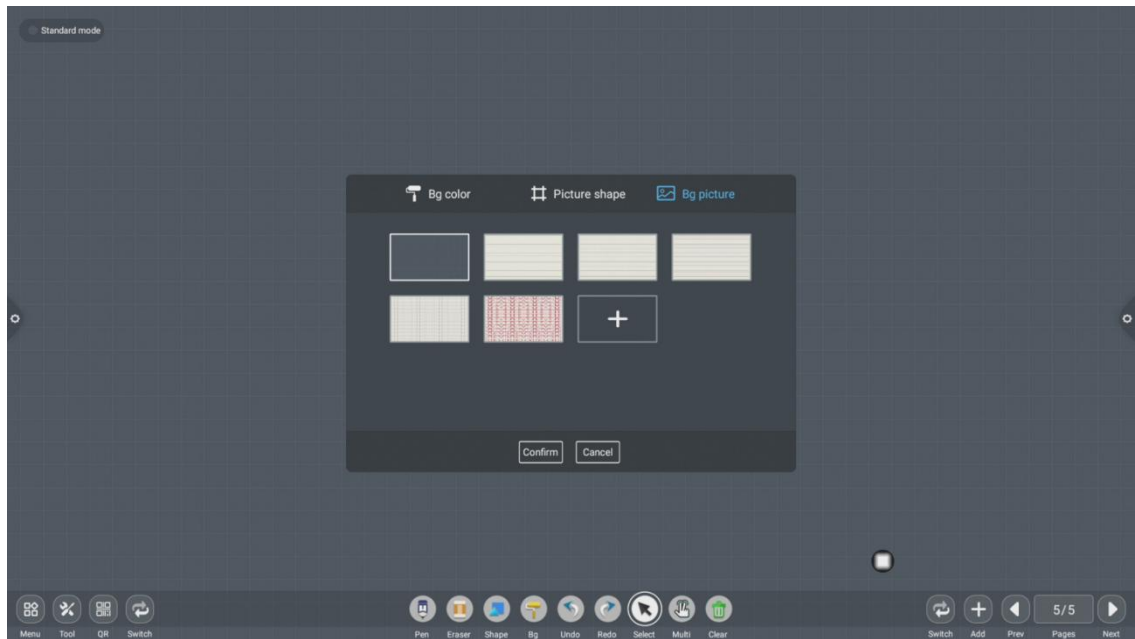 Standard mode
Bg color Picture shape Bg picture
Confirm Cancel
5/5
Menu Tool QR Switch Pen Eraser Shape Bg Undo Redo Select Multi Clear Switch Add Prev Pages Next